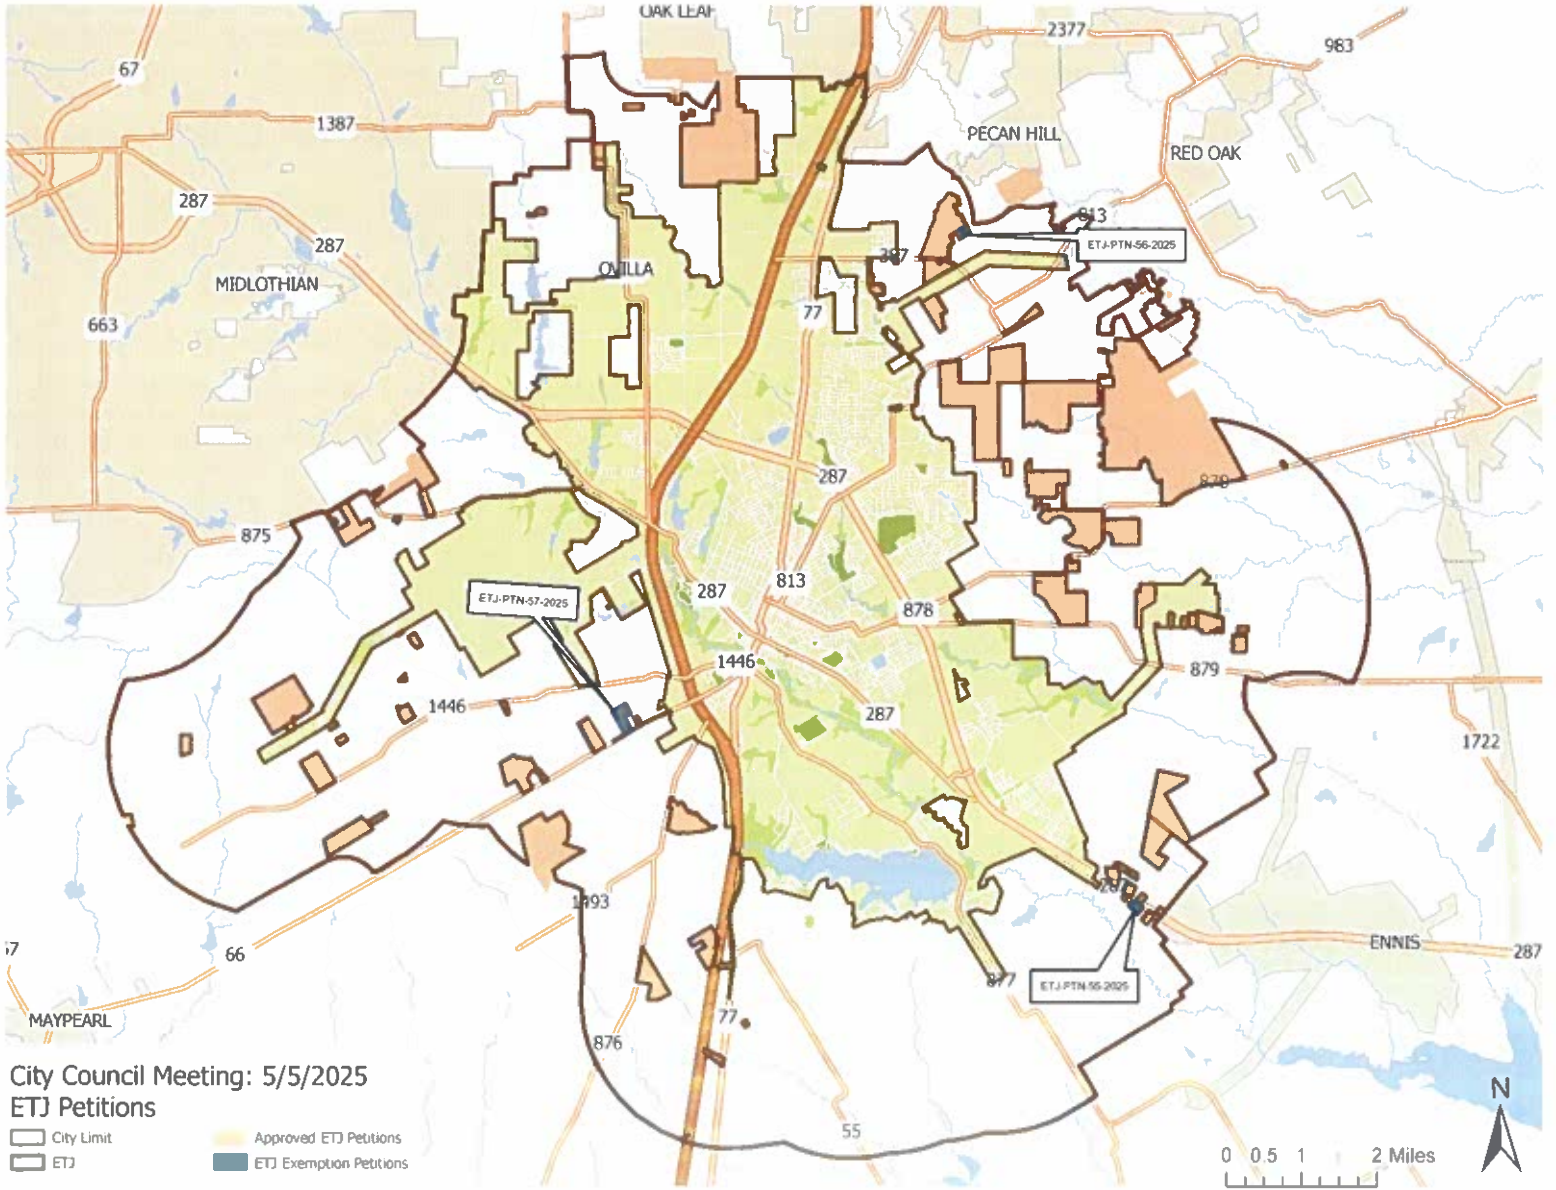 OAK LEAF
2377
983
67
1387
PECAN HILL
RED OAK
287
813
287
ETJ-PTN-56-2025
387
OVILLA
MIDLOTHIAN
77
663
287
878
875
287
813
ETJ-PTN-57-2025
878
1446
879
1446
287
1722
287
1493
ENNIS
287
66
877
ETJ-PTN-55-2025
MAYPEARL
77
876
55
City Council Meeting: 5/5/2025
ETJ Petitions
City Limit
Approved ETJ Petitions
ETJ
ETJ Exemption Petitions
N
0 0.5 1 2 Miles